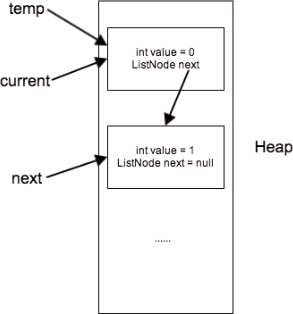 temp
int value = 0
ListNode next
current
Heap
int value = 1
ListNode next = null
next
......